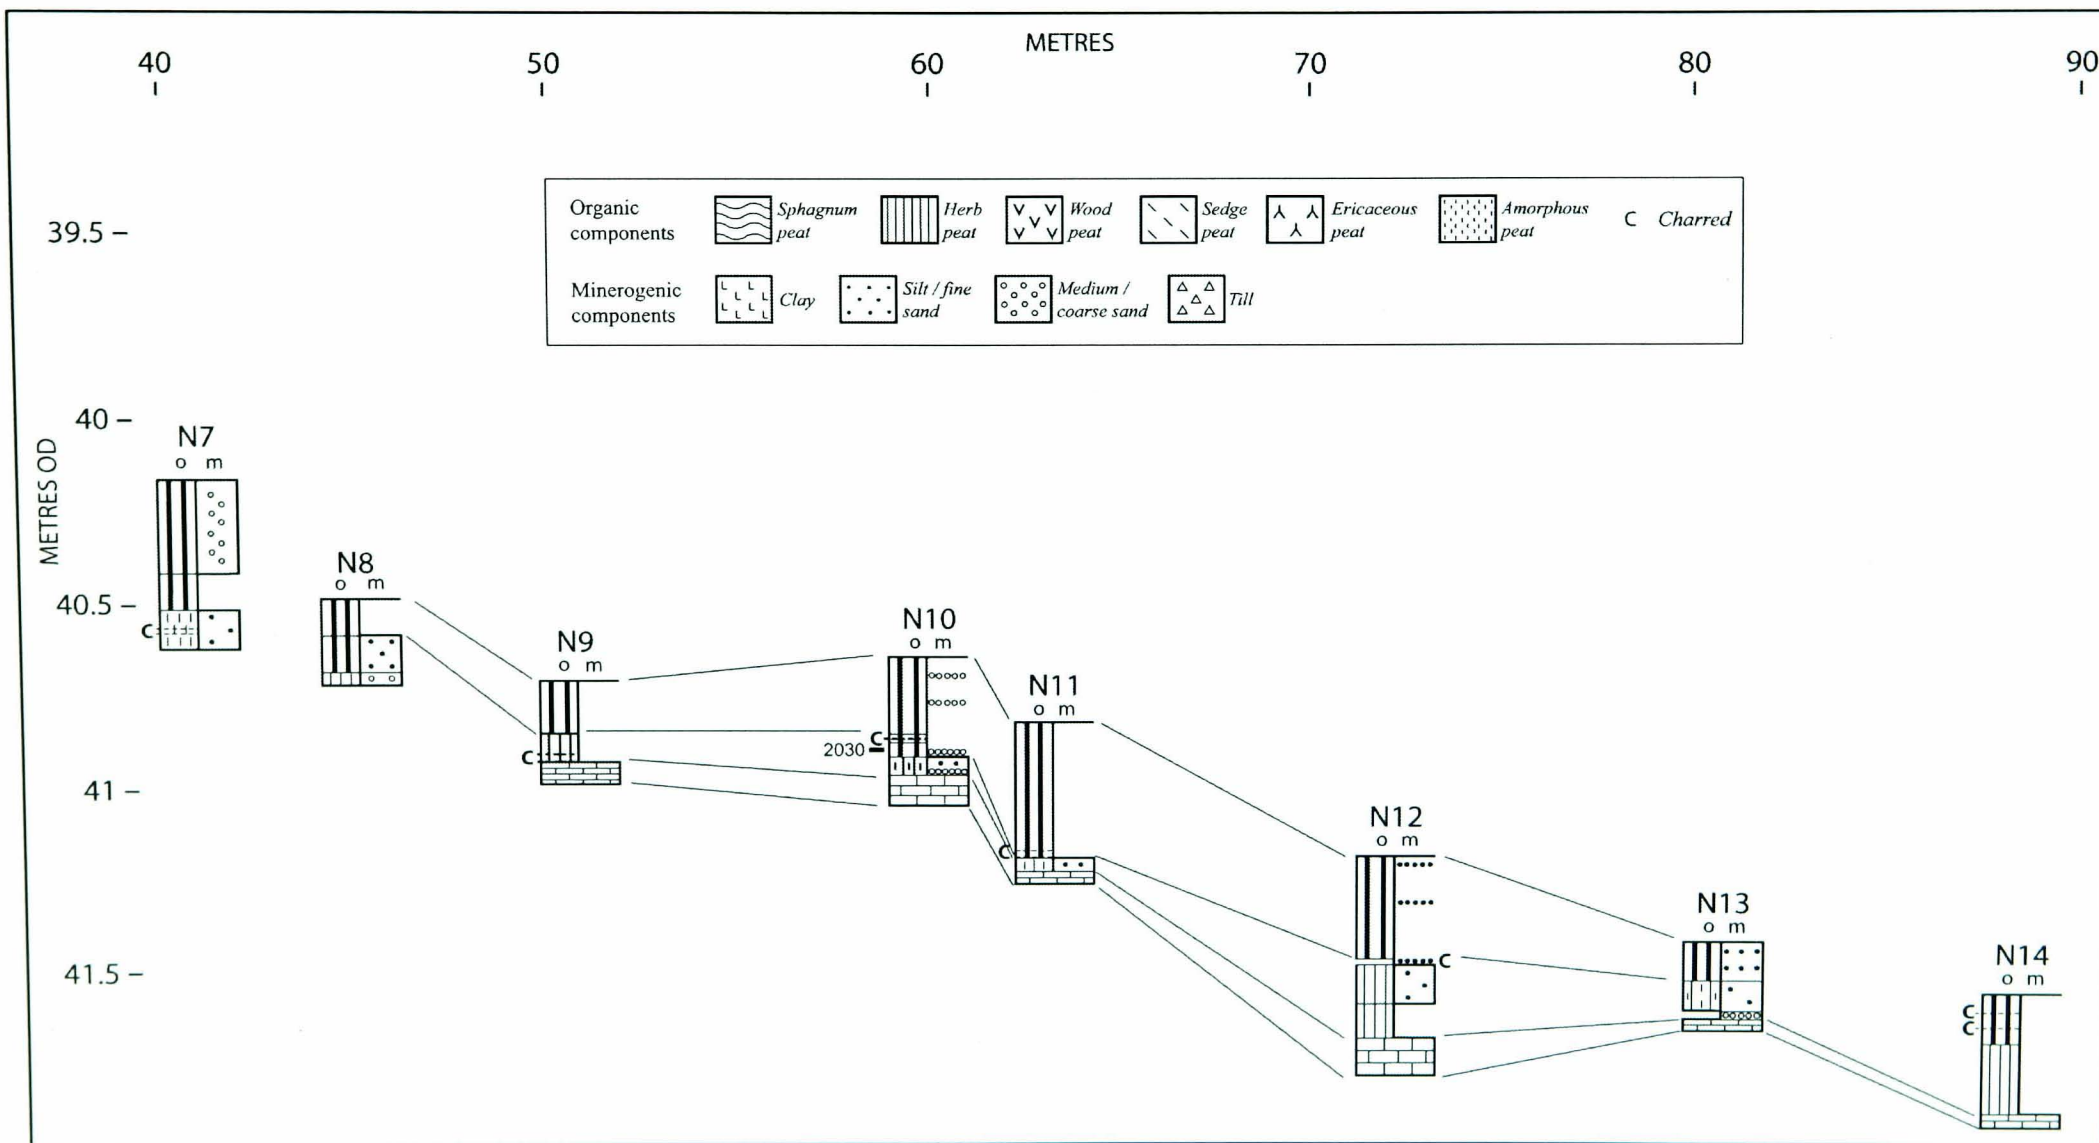 METRES
40 50 60 70 80 90
Organic
components
Sphagnum
peat
Herb
peat
Wood
peat
Sedge
peat
Ericaceous
peat
Amorphous
peat
C Charred
Minerogenic
components
Clay
Silt / fine
sand
Medium /
coarse sand
Till
METRES OD
39.5
40
40.5
41
41.5
N7
o m
C
N8
o m
N9
o m
C
N10
o m
C
2030
N11
o m
C
N12
o m
C
N13
o m
N14
o m
C
C